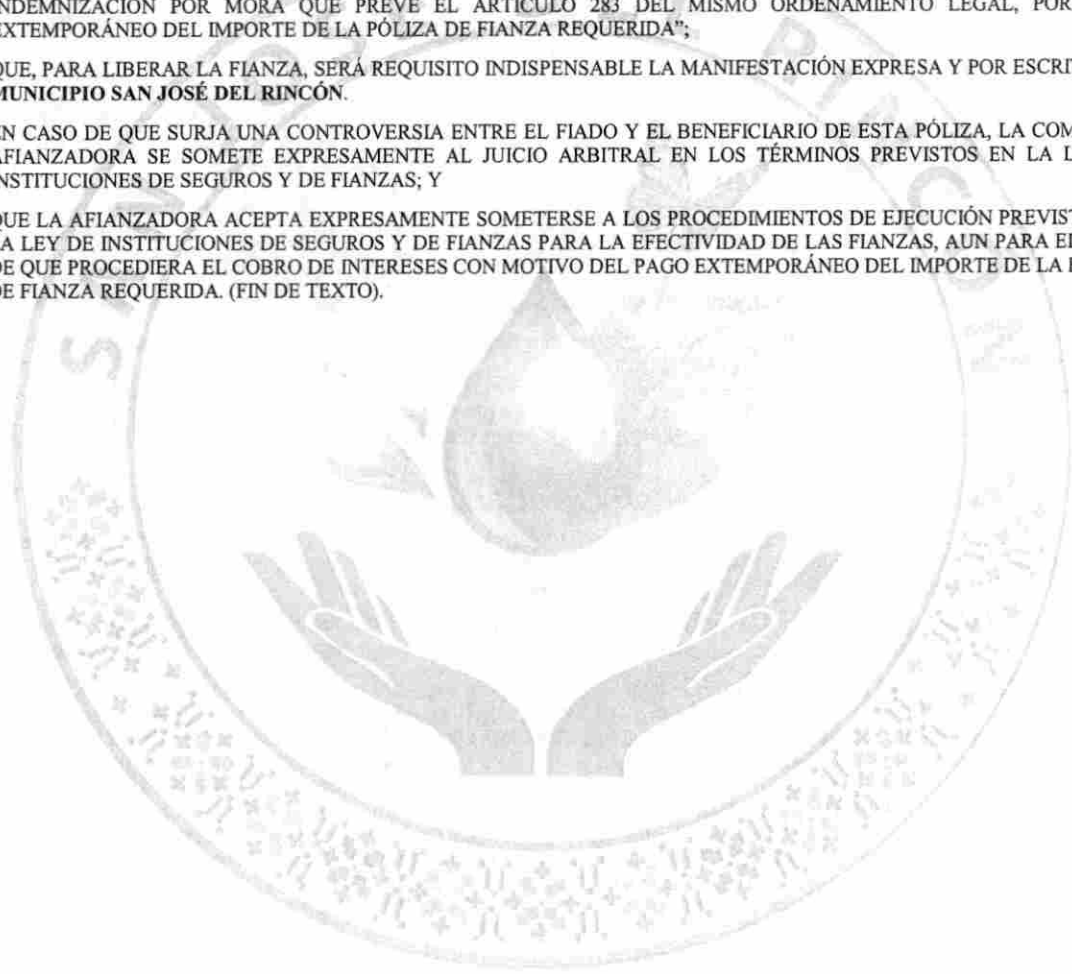 INDEMNIZACIÓN POR MORA QUE PREVÉ EL ARTÍCULO 283 DEL MISMO ORDENAMIENTO LEGAL, POR
EXTEMPORÁNEO DEL IMPORTE DE LA PÓLIZA DE FIANZA REQUERIDA";
QUE, PARA LIBERAR LA FIANZA, SERÁ REQUISITO INDISPENSABLE LA MANIFESTACIÓN EXPRESA Y POR ESCRI
MUNICIPIO SAN JOSÉ DEL RINCÓN.
EN CASO DE QUE SURJA UNA CONTROVERSIA ENTRE EL FIADO Y EL BENEFICIARIO DE ESTA PÓLIZA, LA COM
AFIANZADORA SE SOMETE EXPRESAMENTE AL JUICIO ARBITRAL EN LOS TÉRMINOS PREVISTOS EN LA L
INSTITUCIONES DE SEGUROS Y DE FIANZAS; Y
QUE LA AFIANZADORA ACEPTA EXPRESAMENTE SOMETERSE A LOS PROCEDIMIENTOS DE EJECUCIÓN PREVIS
LA LEY DE INSTITUCIONES DE SEGUROS Y DE FIANZAS PARA LA EFECTIVIDAD DE LAS FIANZAS, AUN PARA E
DE QUE PROCEDIERA EL COBRO DE INTERESES CON MOTIVO DEL PAGO EXTEMPORÁNEO DEL IMPORTE DE LA
DE FIANZA REQUERIDA. (FIN DE TEXTO).